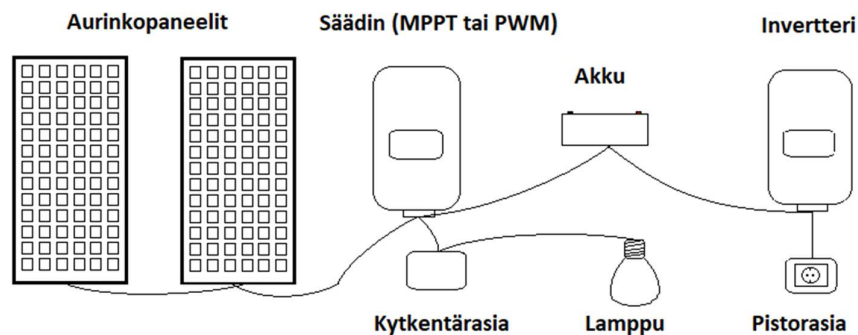 Aurinkopaneelit
Säädin (MPPT tai PWM)
Invertteri
Akku
Kytkentärasia
Lamppu
Pistorasia